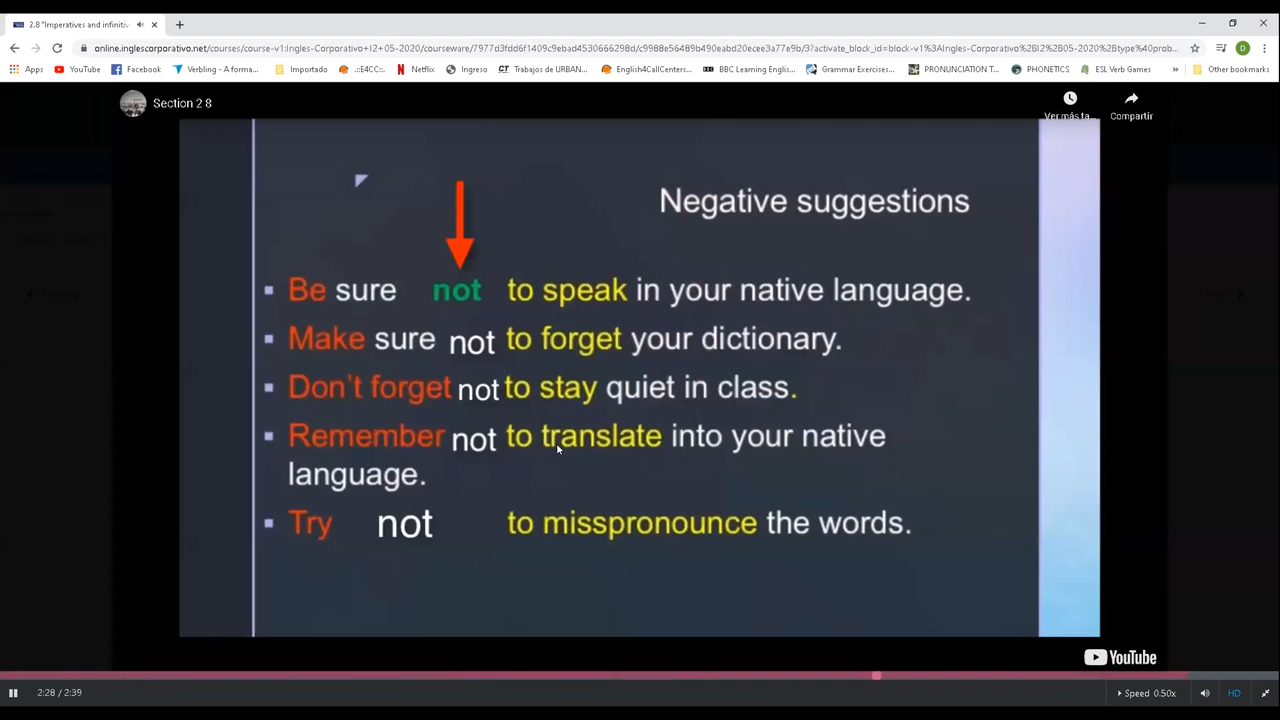 2.8 "Imperatives and infiniti
online.inglescorporativo.net/courses/course-v1:Ingles-Corporativo+I2+05-2020/courseware/7977d3fdd6f1409c9ebad4530666298d/c9988e56489b490eabd20ecee3a77e9b/3?activate_block_id=block-v1%3AIngles-Corporativo%2BI2%2B05-2020%2Btype%40prob...
Apps YouTube Facebook Verbling - A forma... Importado .::E4CC::. Netflix Ingreso Trabajos de URBAN... English4CallCenters... BBC Learning English... Grammar Exercises... PRONUNCIATION T... PHONETICS ESL Verb Games » Other bookmarks
Section 2 8
Ver más ta... Compartir
Negative suggestions
Be sure not to speak in your native language.
Make sure not to forget your dictionary.
Don't forget not to stay quiet in class.
Remember not to translate into your native
language.
Try not to misspronounce the words.
YouTube
2:28 / 2:39 Speed 0.50x HD